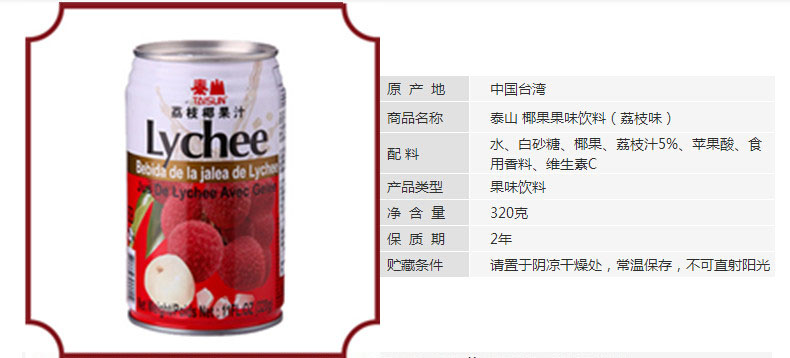 泰山
TAISUN
荔枝椰果汁
Lychee
Bebida de la jalea de Lychee
Jus De Lychee Avec Gelee
Net Weight/Poids Net : 11FL OZ (320g)
原 产 地 中国台湾
商品名称 泰山 椰果果味饮料（荔枝味）
配 料 水、白砂糖、椰果、荔枝汁5%、苹果酸、食
用香料、维生素C
产品类型 果味饮料
净 含 量 320克
保 质 期 2年
贮藏条件 请置于阴凉干燥处，常温保存，不可直射阳光